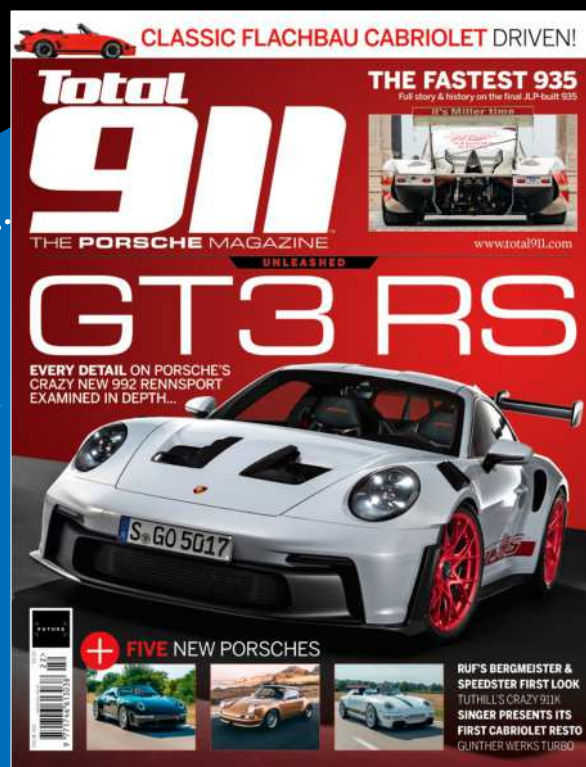 CLASSIC FLACHBAU CABRIOLET DRIVEN!
Total
911
THE PORSCHE MAGAZINE
THE FASTEST 935
Full story & history on the final JLP-built 935
It's Miller time
www.total911.com
UNLEASHED
GT3 RS
EVERY DETAIL ON PORSCHE'S
CRAZY NEW 992 RENNSPORT
EXAMINED IN DEPTH...
S GO 5017
FUTURE
+ FIVE NEW PORSCHES
RUF'S BERGMEISTER &
SPEEDSTER FIRST LOOK
TUTHILL'S CRAZY 911K
SINGER PRESENTS ITS
FIRST CABRIOLET RESTO
GUNTHER WERKS TURBO